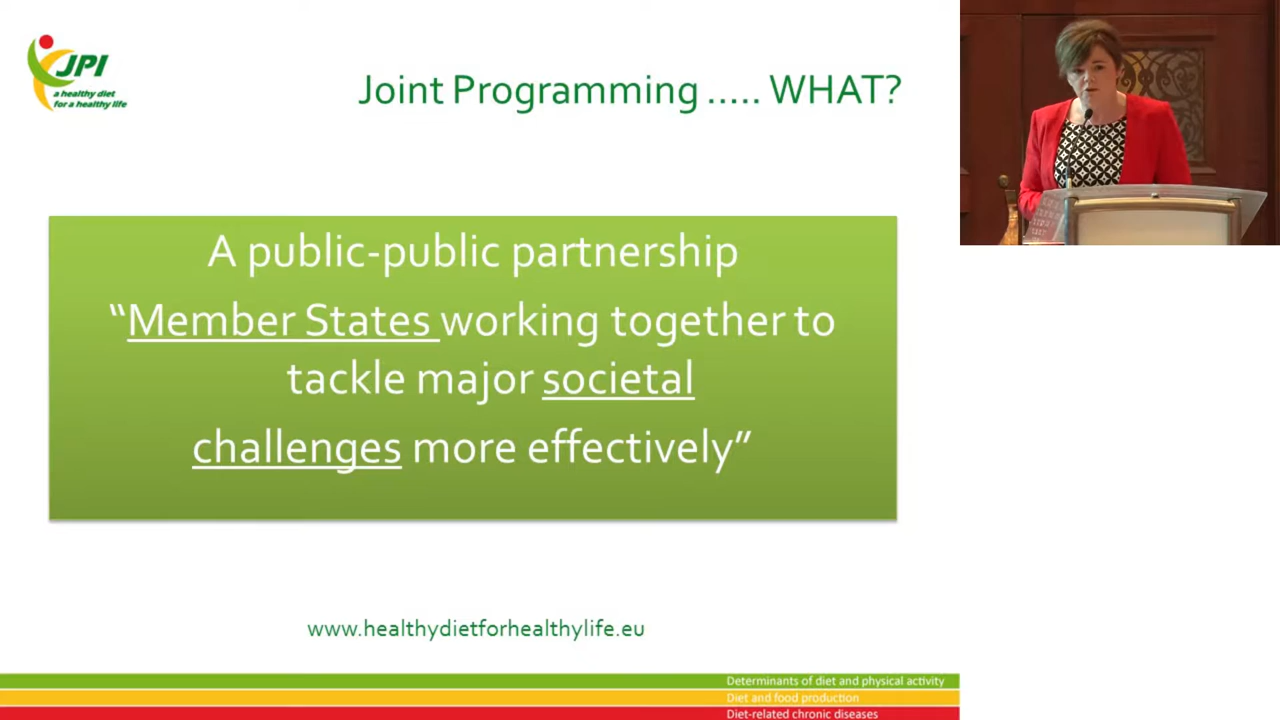 JPI
a healthy diet
for a healthy life
Joint Programming ..... WHAT?
A public-public partnership
“Member States working together to
tackle major societal
challenges more effectively”
www.healthydietforhealthylife.eu
Determinants of diet and physical activity
Diet and food production
Diet-related chronic diseases